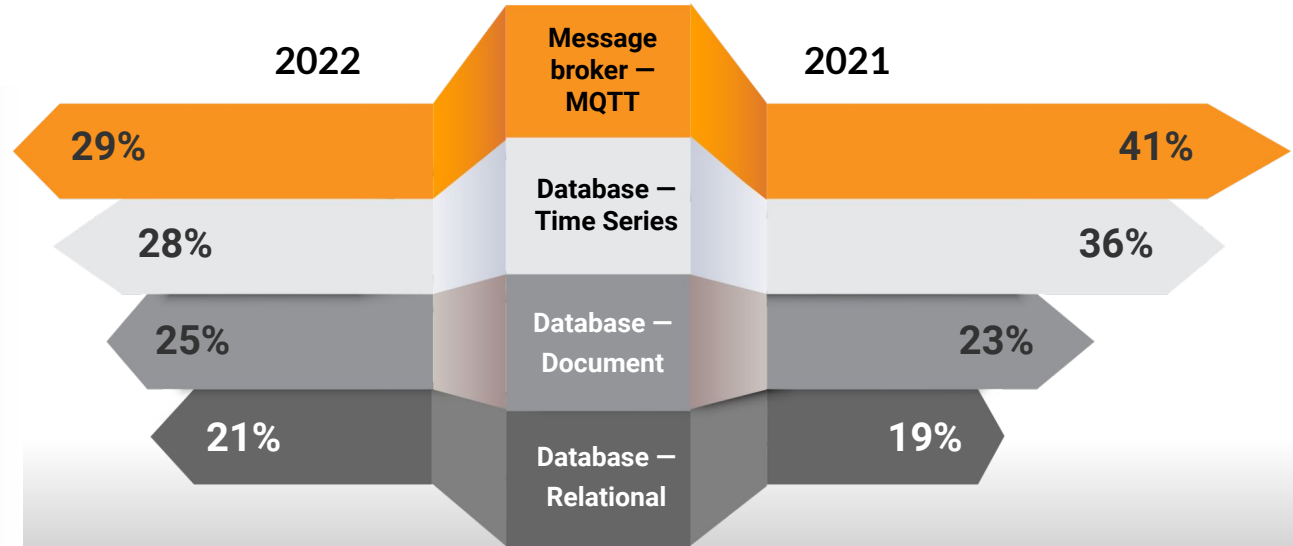 2022
2021
Message
broker —
MQTT
29%
41%
Database —
Time Series
28%
36%
Database —
Document
25%
23%
Database —
Relational
21%
19%